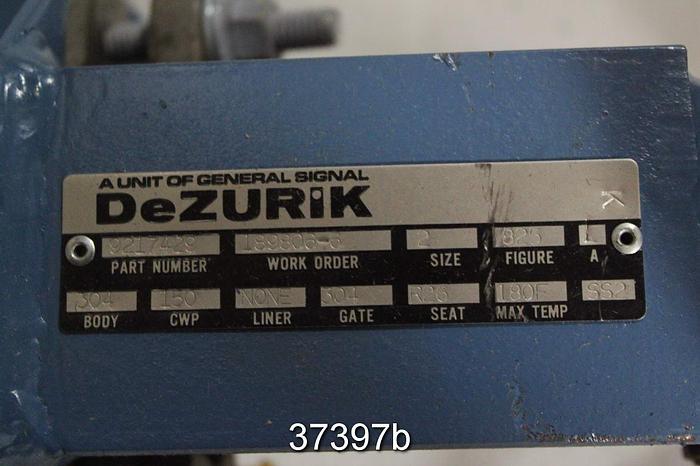 A UNIT OF GENERAL SIGNAL
DeZURiK
K
9217429 189806-6 2 L
PART NUMBER WORK ORDER SIZE FIGURE A
304 150 NONE 304 R26 180F SS2
BODY CWP LINER GATE SEAT MAX TEMP
37397b